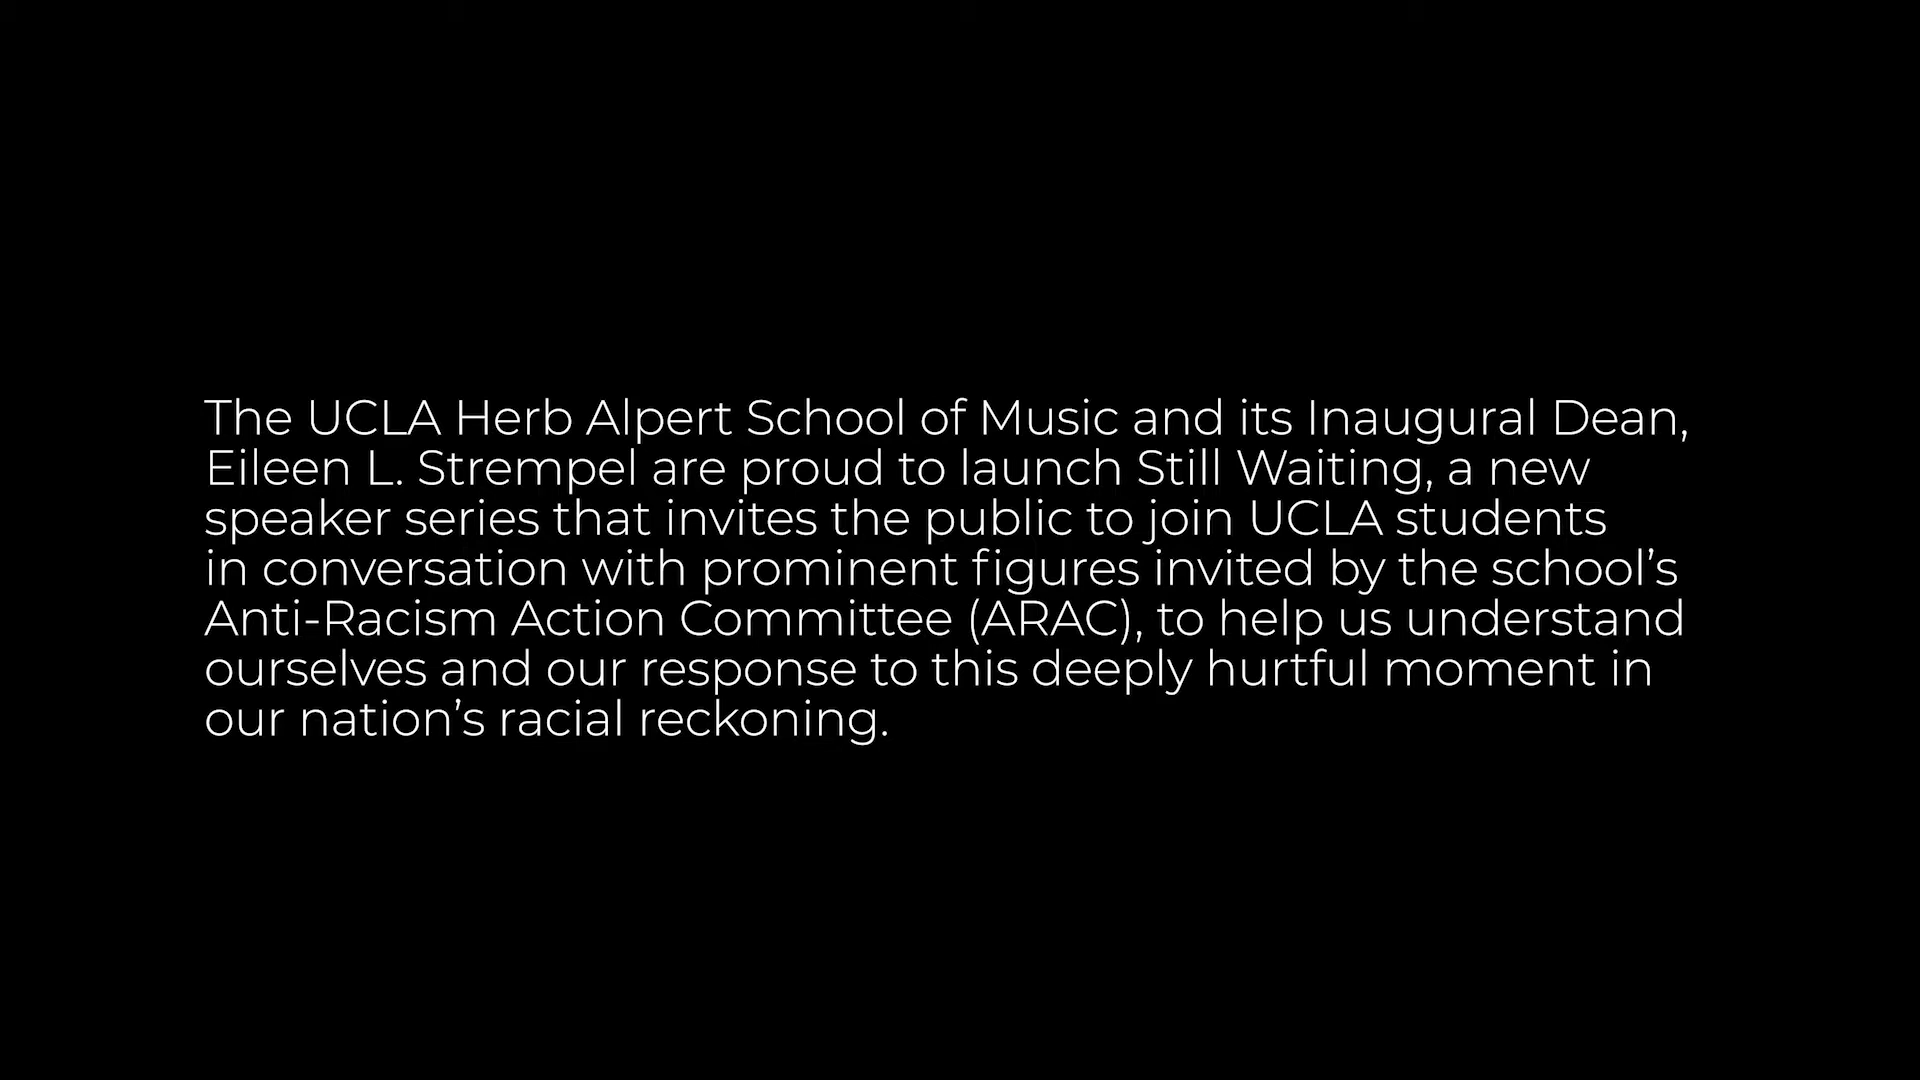 The UCLA Herb Alpert School of Music and its Inaugural Dean,
Eileen L. Strempel are proud to launch Still Waiting, a new
speaker series that invites the public to join UCLA students
in conversation with prominent figures invited by the school’s
Anti-Racism Action Committee (ARAC), to help us understand
ourselves and our response to this deeply hurtful moment in
our nation’s racial reckoning.